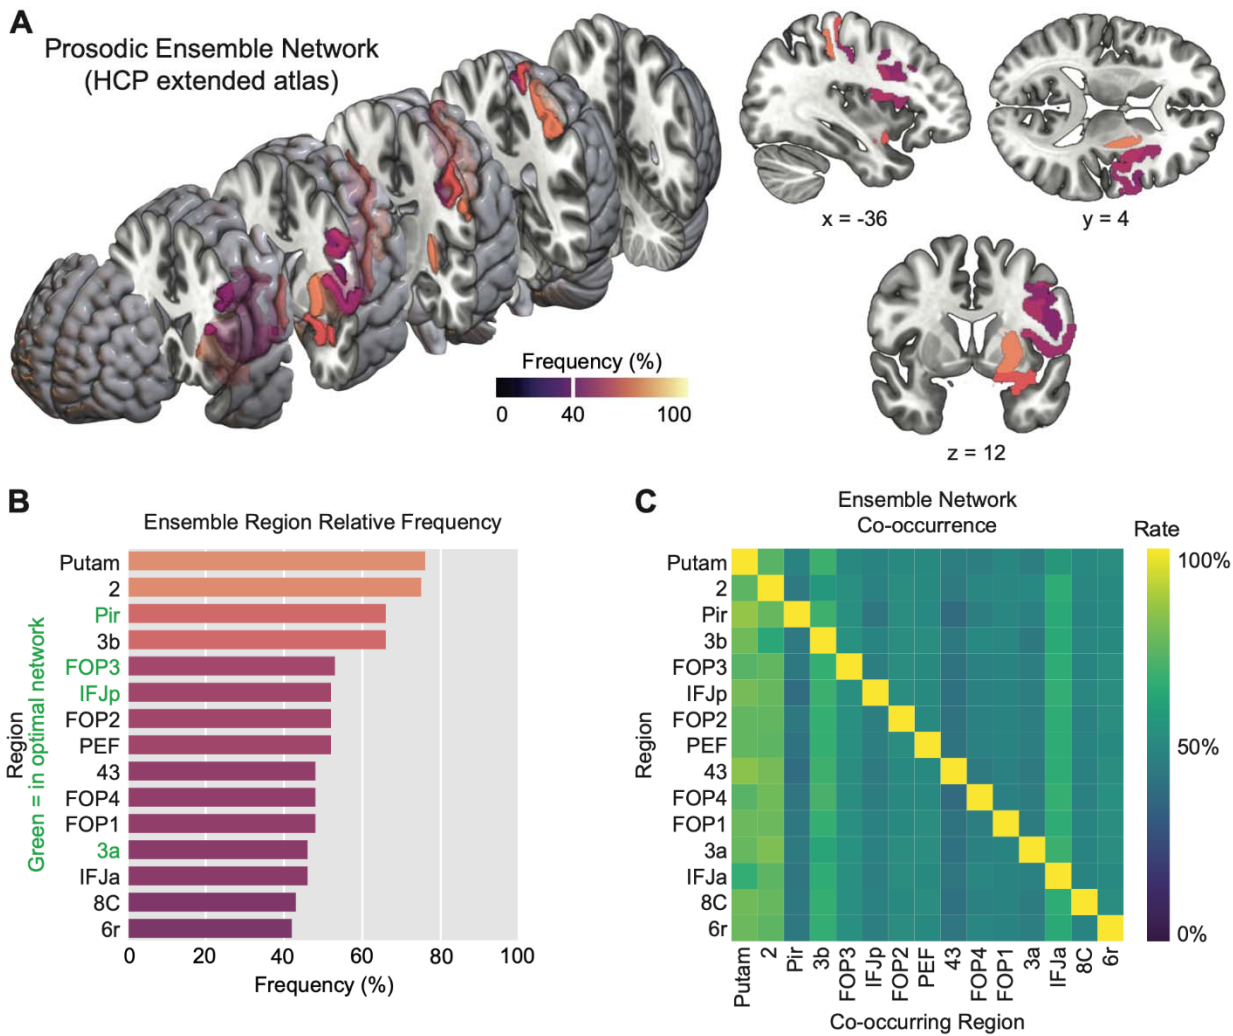 A
Prosodic Ensemble Network
(HCP extended atlas)
x = -36
y = 4
z = 12
Frequency (%)
0
40
100
B
Ensemble Region Relative Frequency
Region
Green = in optimal network
Putam
2
Pir
3b
FOP3
IFJp
FOP2
PEF
43
FOP4
FOP1
3a
IFJa
8C
6r
0
20
40
60
80
100
Frequency (%)
C
Ensemble Network
Co-occurrence
Rate
100%
50%
0%
Region
Putam
2
Pir
3b
FOP3
IFJp
FOP2
PEF
43
FOP4
FOP1
3a
IFJa
8C
6r
Putam
2
Pir
3b
FOP3
IFJp
FOP2
PEF
43
FOP4
FOP1
3a
IFJa
8C
6r
Co-occurring Region